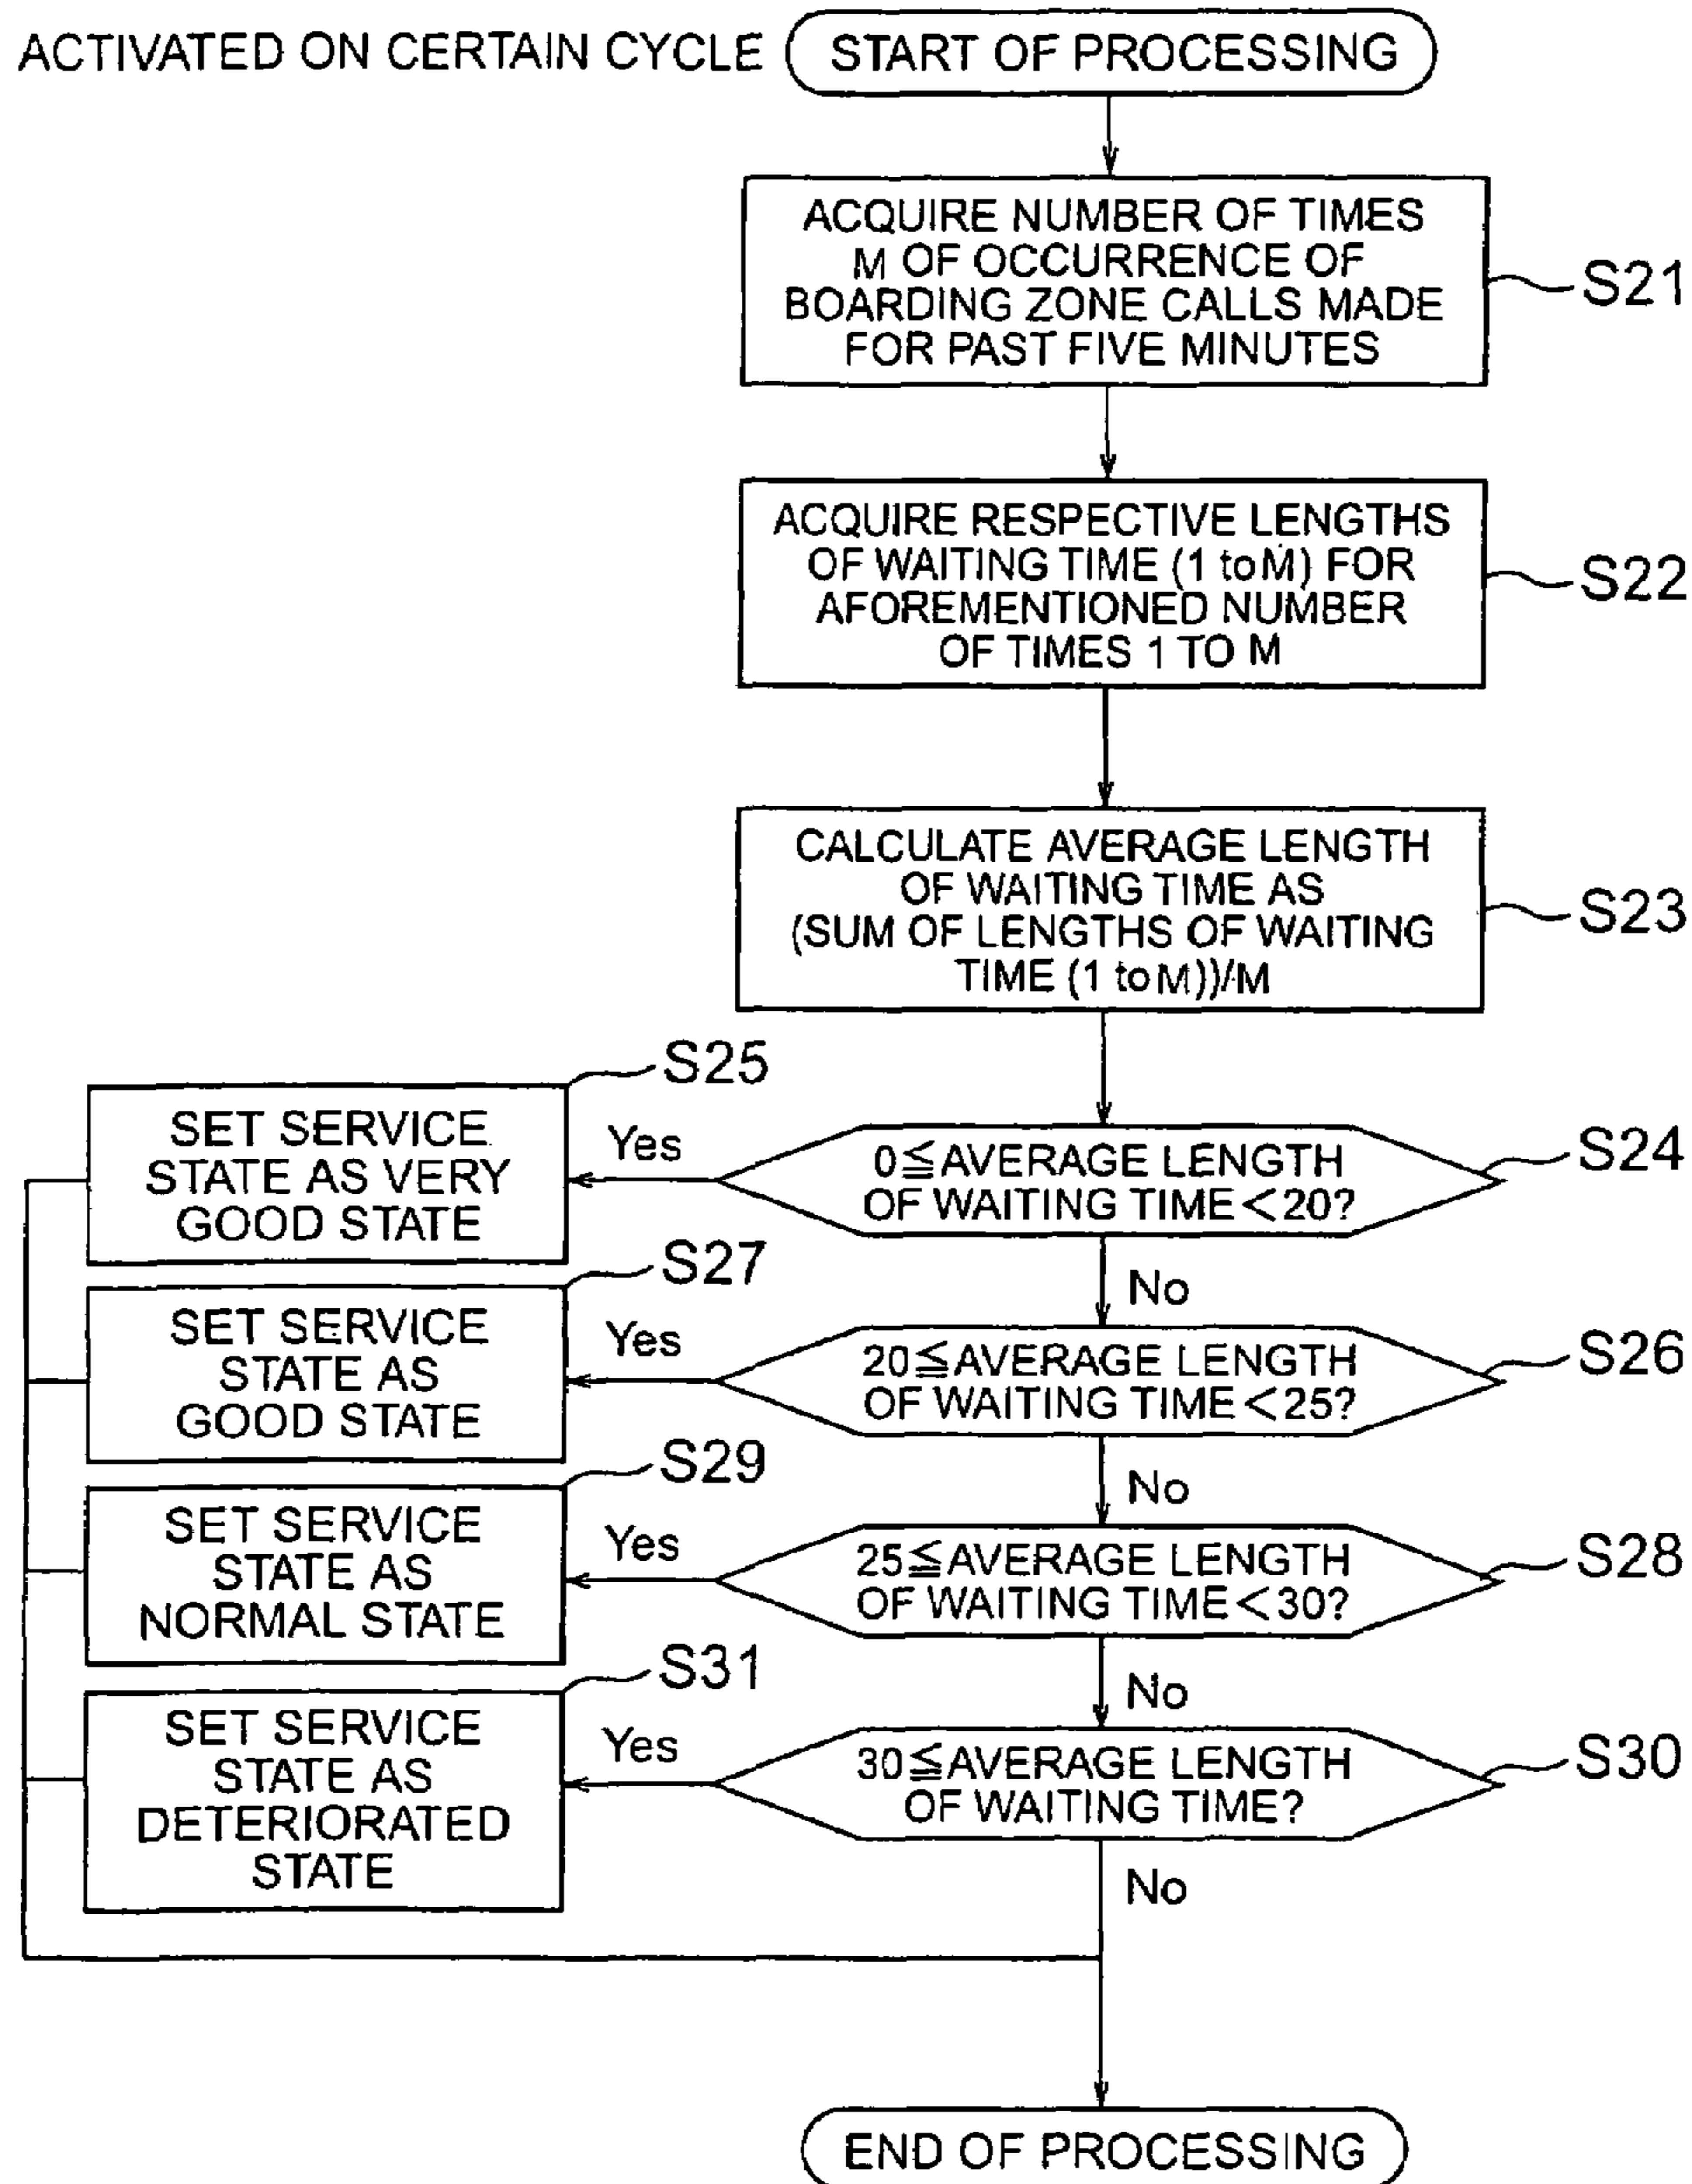 ACTIVATED ON CERTAIN CYCLE
START OF PROCESSING
ACQUIRE NUMBER OF TIMES
M OF OCCURRENCE OF
BOARDING ZONE CALLS MADE
FOR PAST FIVE MINUTES
S21
ACQUIRE RESPECTIVE LENGTHS
OF WAITING TIME (1 to M) FOR
AFOREMENTIONED NUMBER
OF TIMES 1 TO M
S22
CALCULATE AVERAGE LENGTH
OF WAITING TIME AS
(SUM OF LENGTHS OF WAITING
TIME (1 to M))/M
S23
0≦AVERAGE LENGTH
OF WAITING TIME<20?
S24
Yes
SET SERVICE
STATE AS VERY
GOOD STATE
S25
No
20≦AVERAGE LENGTH
OF WAITING TIME<25?
S26
Yes
SET SERVICE
STATE AS
GOOD STATE
S27
No
25≦AVERAGE LENGTH
OF WAITING TIME<30?
S28
Yes
SET SERVICE
STATE AS
NORMAL STATE
S29
No
30≦AVERAGE LENGTH
OF WAITING TIME?
S30
Yes
SET SERVICE
STATE AS
DETERIORATED
STATE
S31
No
END OF PROCESSING